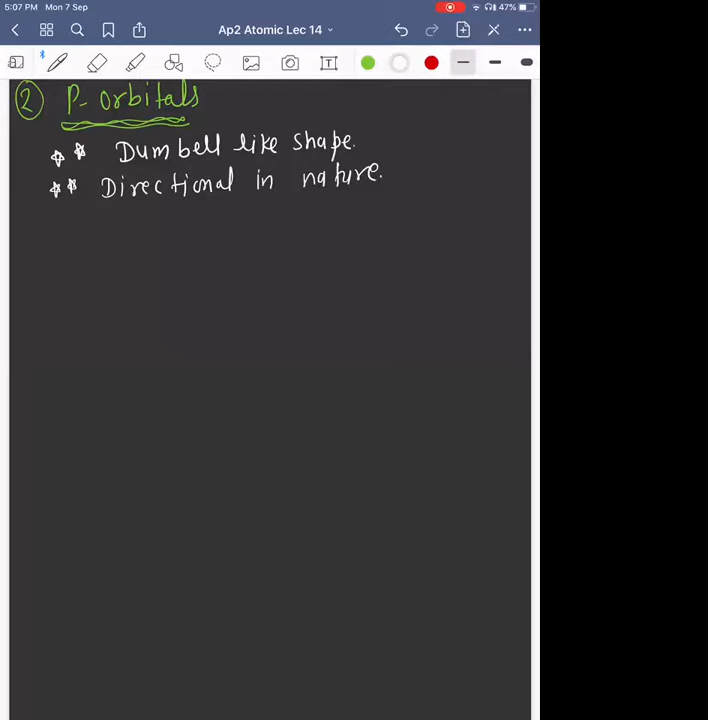 5:07 PM Mon 7 Sep 47%
Ap2 Atomic Lec 14
T
2 P-orbitals
Dumbell like shape.
Directional in nature.